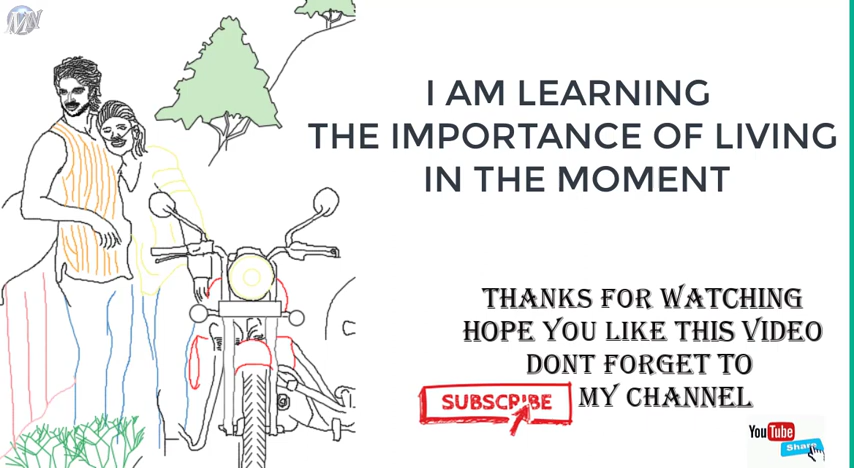 I AM LEARNING
THE IMPORTANCE OF LIVING
IN THE MOMENT
THANKS FOR WATCHING
HOPE YOU LIKE THIS VIDEO
DONT FORGET TO
SUBSCRIBE MY CHANNEL
YouTube
Share